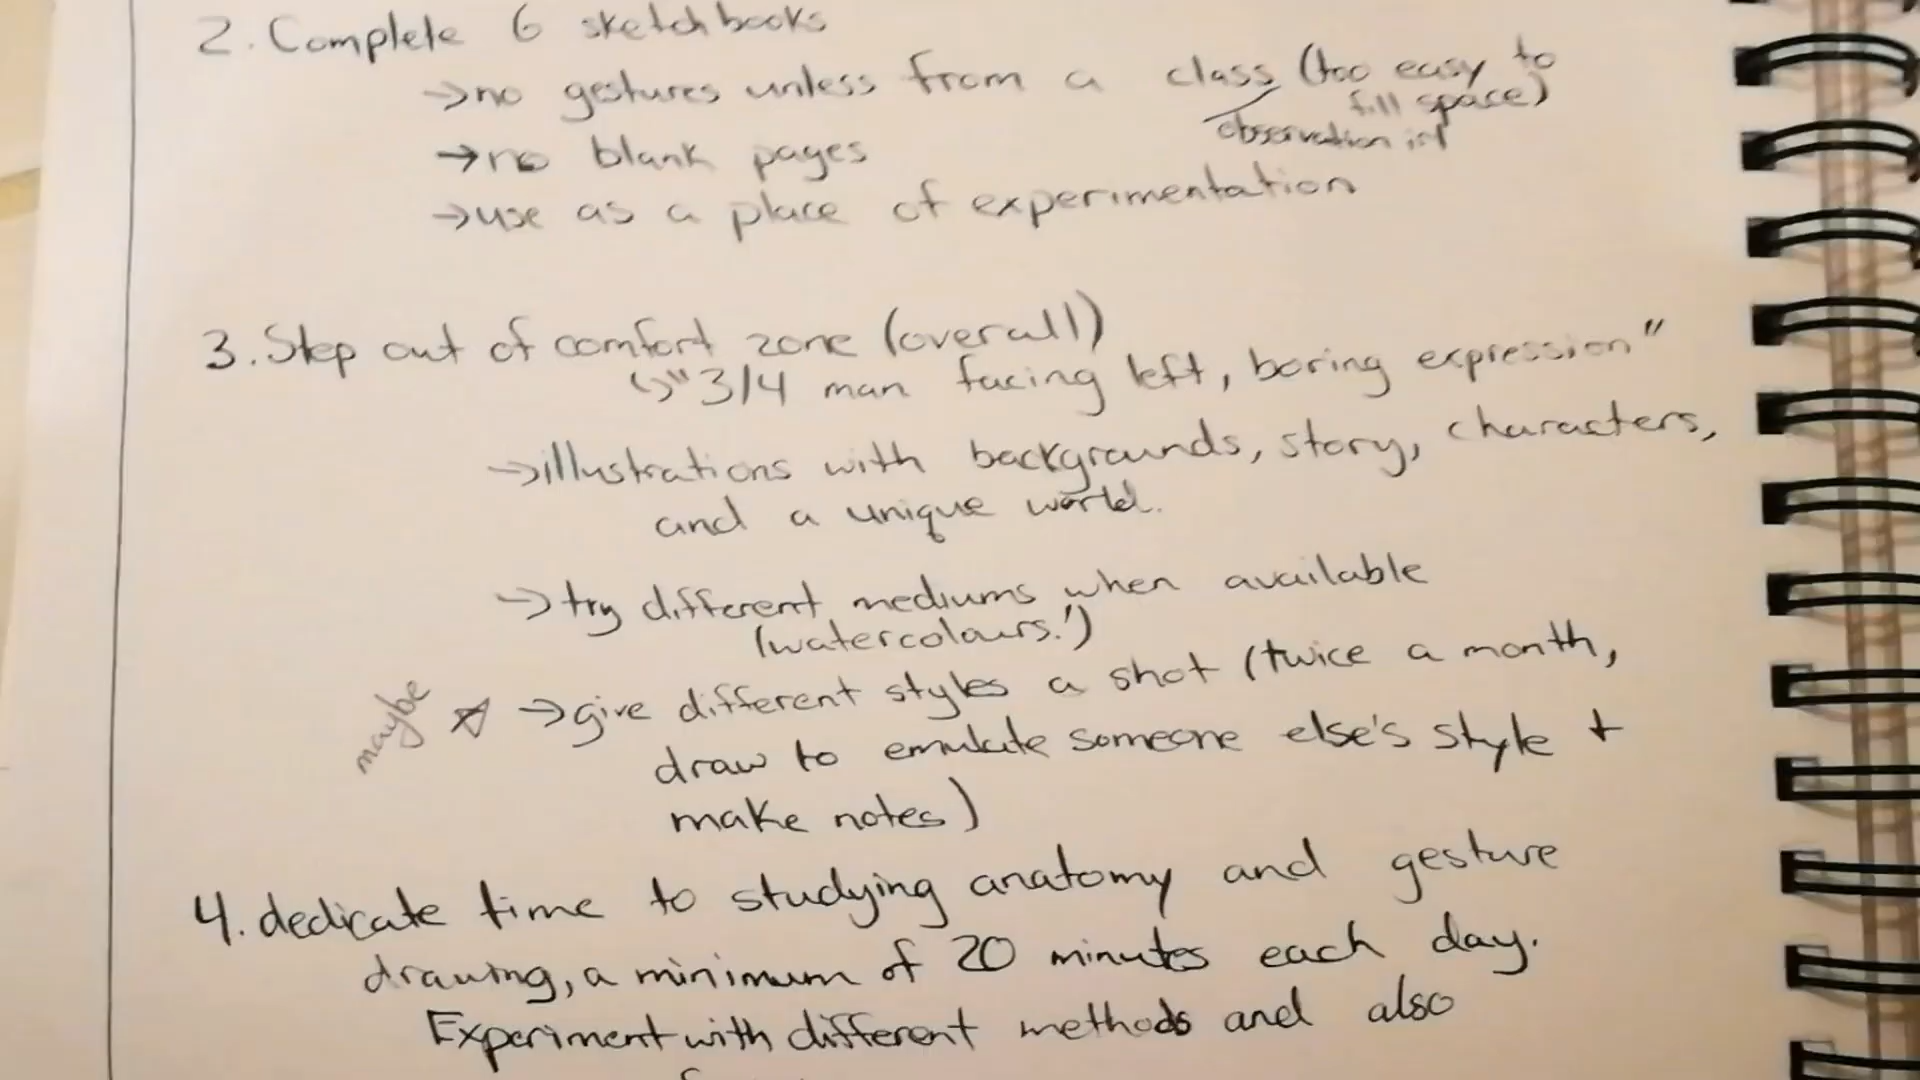 2. Complete 6 sketchbooks
→no gestures unless from a class (too easy to
fill space)
observation is!
→no blank pages
→use as a place of experimentation
3. Step out of comfort zone (overall)
↳"3/4 man facing left, boring expression"
→illustrations with backgrounds, story, characters,
and a unique world.
→try different mediums when available
(watercolours!)
maybe ☆ →give different styles a shot (twice a month,
draw to emulate someone else's style +
make notes)
4. dedicate time to studying anatomy and gesture
drawing, a minimum of 20 minutes each day.
Experiment with different methods and also